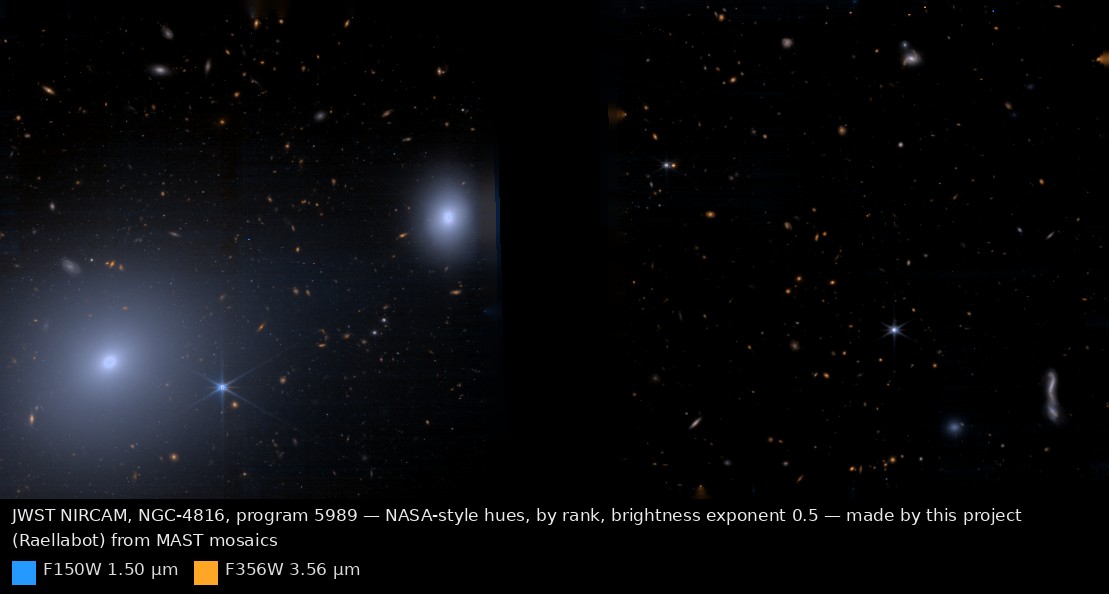 JWST NIRCAM, NGC-4816, program 5989 — NASA-style hues, by rank, brightness exponent 0.5 — made by this project
(Raellabot) from MAST mosaics
F150W 1.50 µm F356W 3.56 µm